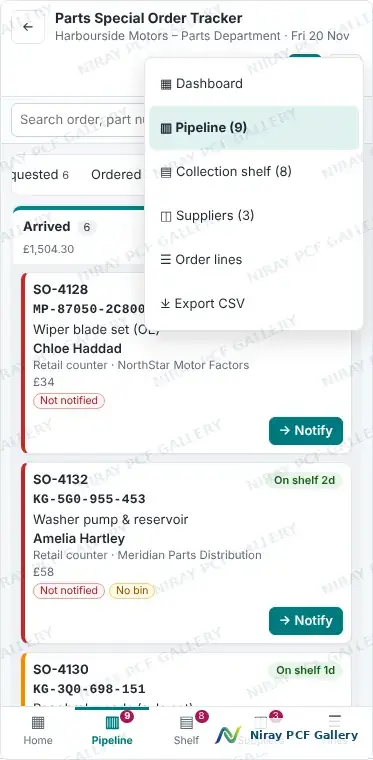 Parts Special Order Tracker
Harbourside Motors – Parts Department · Fri 20 Nov
Dashboard
Search order, part nu
Pipeline (9)
Collection shelf (8)
Suppliers (3)
Order lines
Export CSV
quested 6 Ordered
Arrived 6
£1,504.30
SO-4128
MP-87050-2C800
Wiper blade set (OE)
Chloe Haddad
Retail counter · NorthStar Motor Factors
£34
Not notified
→ Notify
SO-4132 On shelf 2d
KG-5G0-955-453
Washer pump & reservoir
Amelia Hartley
Retail counter · Meridian Parts Distribution
£58
Not notified No bin
→ Notify
SO-4130 On shelf 1d
KG-3Q0-698-151
9 8 3
Home Pipeline Shelf
Niray PCF Gallery
NIRAY PCF GALLERY